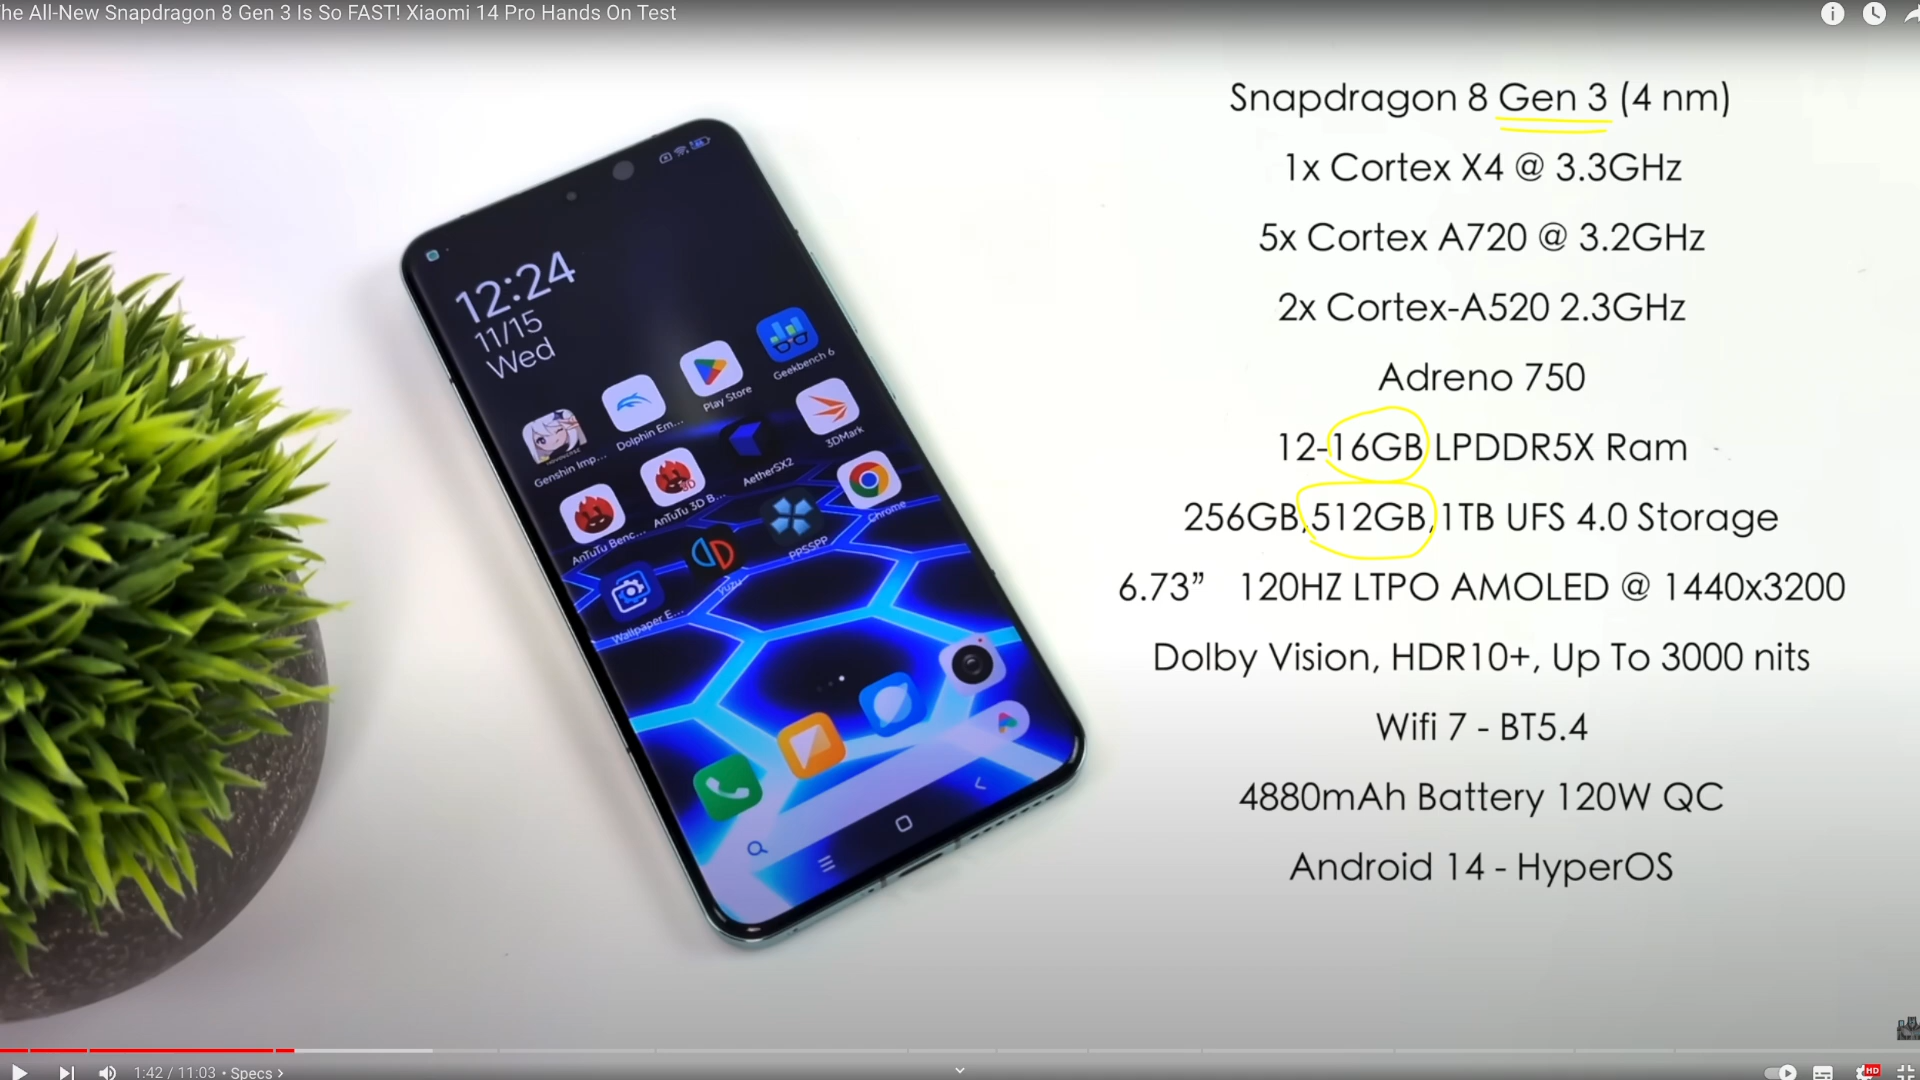 The All-New Snapdragon 8 Gen 3 Is So FAST! Xiaomi 14 Pro Hands On Test
Snapdragon 8 Gen 3 (4 nm)
1x Cortex X4 @ 3.3GHz
5x Cortex A720 @ 3.2GHz
2x Cortex-A520 2.3GHz
Adreno 750
12-16GB LPDDR5X Ram
256GB,512GB,1TB UFS 4.0 Storage
6.73” 120HZ LTPO AMOLED @ 1440x3200
Dolby Vision, HDR10+, Up To 3000 nits
Wifi 7 - BT5.4
4880mAh Battery 120W QC
Android 14 - HyperOS
12:24
11/15
Wed
Genshin Imp...
Dolphin Em...
Play Store
Geekbench 6
AnTuTu Benc...
AnTuTu 3D B...
AetherSX2
3DMark
Wallpaper E...
Yuzu
PPSSPP
Chrome
1:42 / 11:03 • Specs >
HD